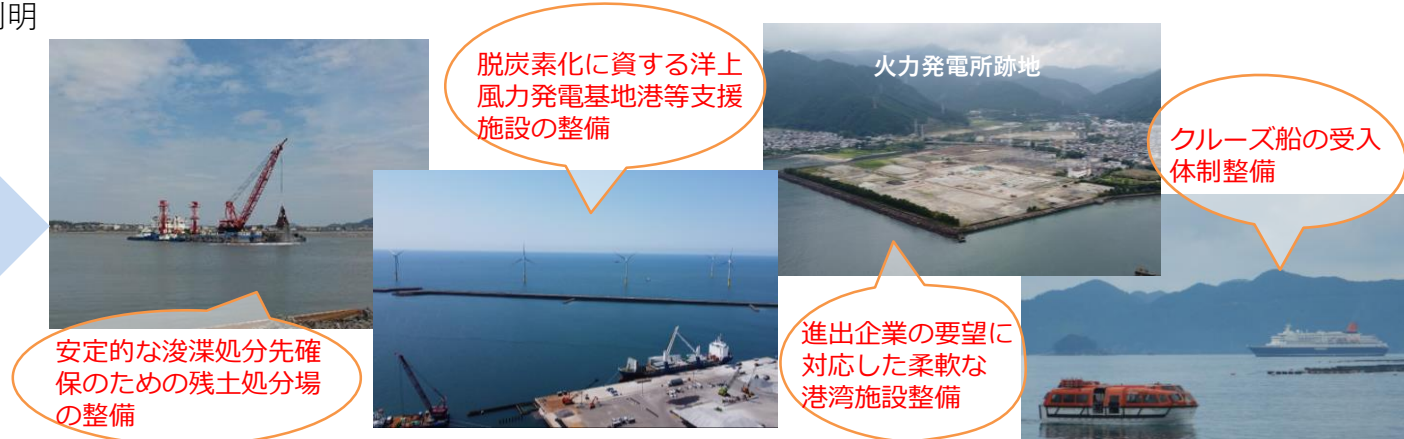 明
脱炭素化に資する洋上
風力発電基地港等支援
施設の整備
火力発電所跡地
クルーズ船の受入
体制整備
安定的な浚渫処分先確
保のための残土処分場
の整備
進出企業の要望に
対応した柔軟な
港湾施設整備